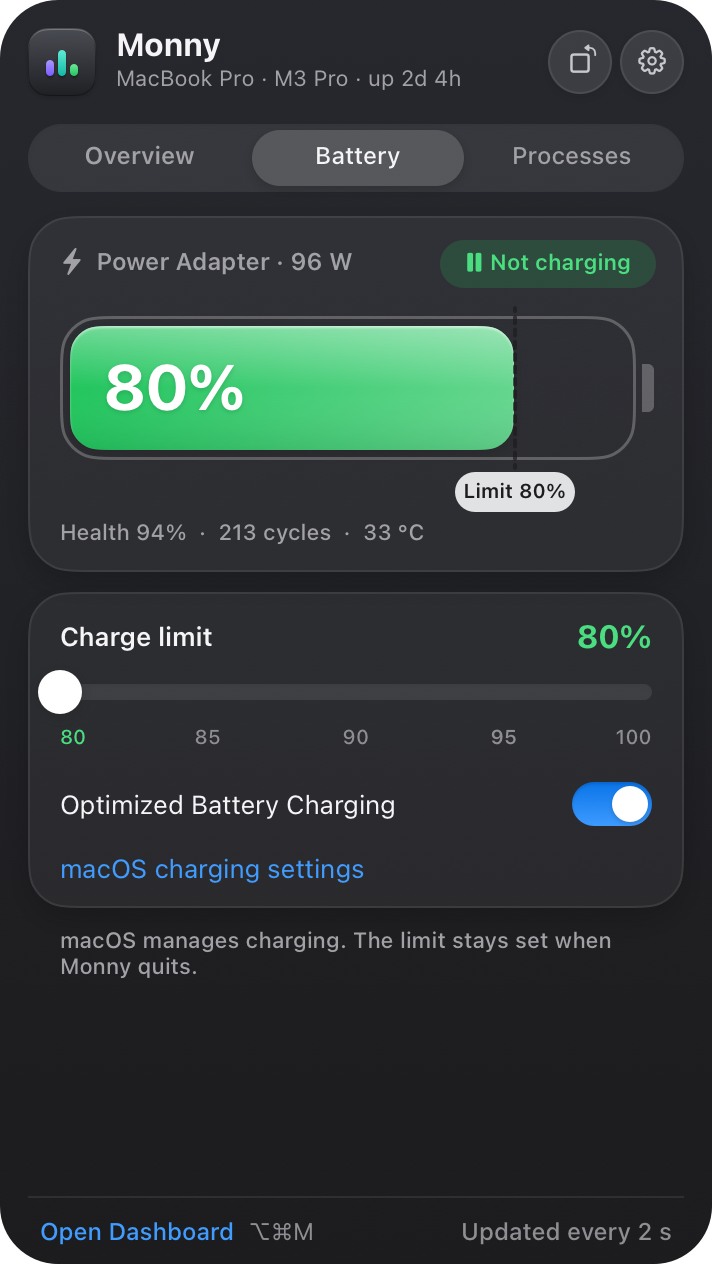 Monny
MacBook Pro · M3 Pro · up 2d 4h
Overview
Battery
Processes
Power Adapter · 96 W
Not charging
80%
Limit 80%
Health 94% · 213 cycles · 33 °C
Charge limit
80%
80 85 90 95 100
Optimized Battery Charging
macOS charging settings
macOS manages charging. The limit stays set when
Monny quits.
Open Dashboard ⌥⌘M
Updated every 2 s